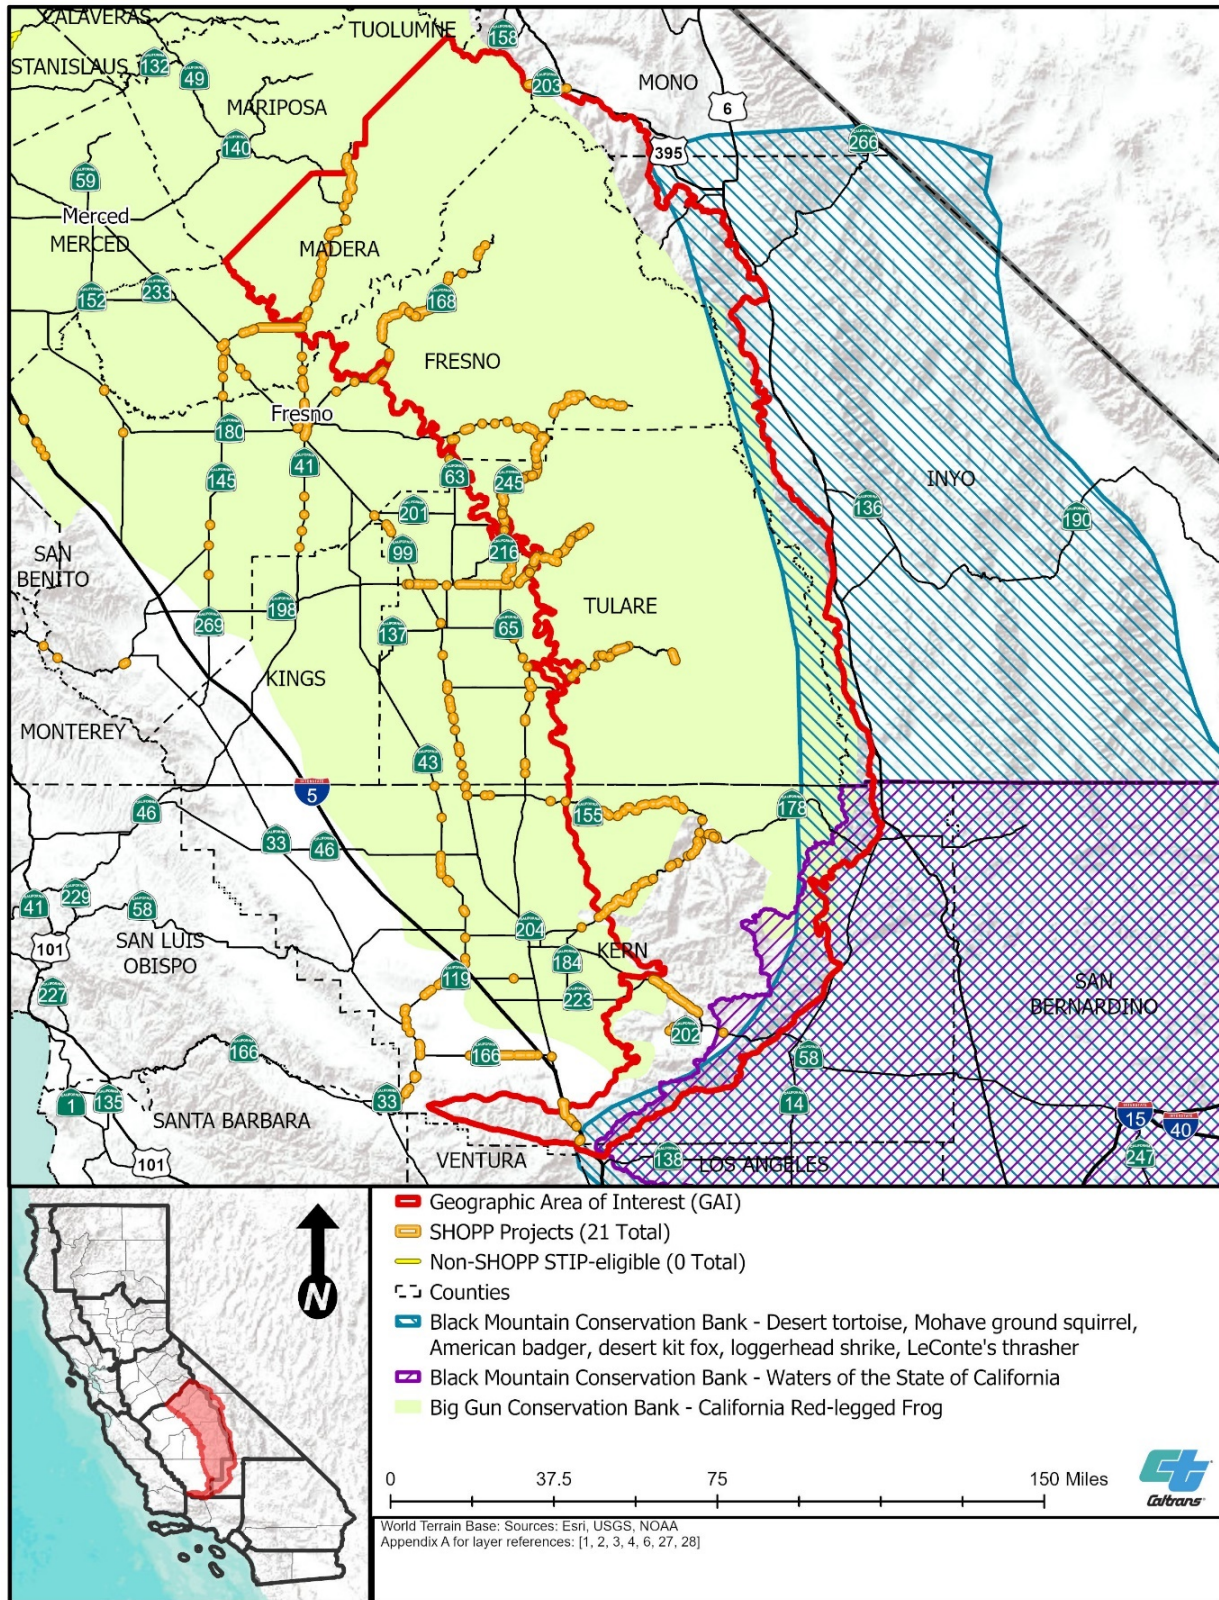 CALAVERAS
TUOLUMNE
158
STANISLAUS
132
49
203
MONO
6
MARIPOSA
140
395
266
59
Merced
MERCED
MADERA
152
233
168
FRESNO
Fresno
180
41
63
245
INYO
145
136
190
201
99
216
SAN
BENITO
198
TULARE
269
137
65
KINGS
MONTEREY
43
5
46
155
178
33
46
41
229
58
101
SAN LUIS
OBISPO
204
KERN
184
119
227
223
SAN
BERNARDINO
202
166
166
58
1
135
33
14
15
40
SANTA BARBARA
101
VENTURA
138
LOS ANGELES
247
N
Geographic Area of Interest (GAI)
SHOPP Projects (21 Total)
Non-SHOPP STIP-eligible (0 Total)
Counties
Black Mountain Conservation Bank - Desert tortoise, Mohave ground squirrel,
American badger, desert kit fox, loggerhead shrike, LeConte's thrasher
Black Mountain Conservation Bank - Waters of the State of California
Big Gun Conservation Bank - California Red-legged Frog
0 37.5 75 150 Miles
Caltrans
World Terrain Base: Sources: Esri, USGS, NOAA
Appendix A for layer references: [1, 2, 3, 4, 6, 27, 28]